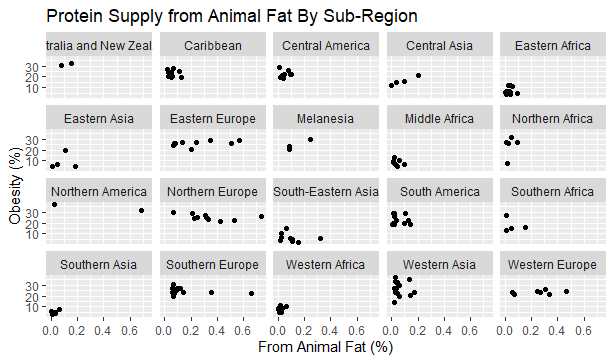 Protein Supply from Animal Fat By Sub-Region
tralia and New Zeal Caribbean Central America Central Asia Eastern Africa
30
20
10
Eastern Asia Eastern Europe Melanesia Middle Africa Northern Africa
30
20
10
Northern America Northern Europe South-Eastern Asia South America Southern Africa
30
20
10
Southern Asia Southern Europe Western Africa Western Asia Western Europe
30
20
10
0.0 0.2 0.4 0.6 0.0 0.2 0.4 0.6 0.0 0.2 0.4 0.6 0.0 0.2 0.4 0.6 0.0 0.2 0.4 0.6
From Animal Fat (%)
Obesity (%)